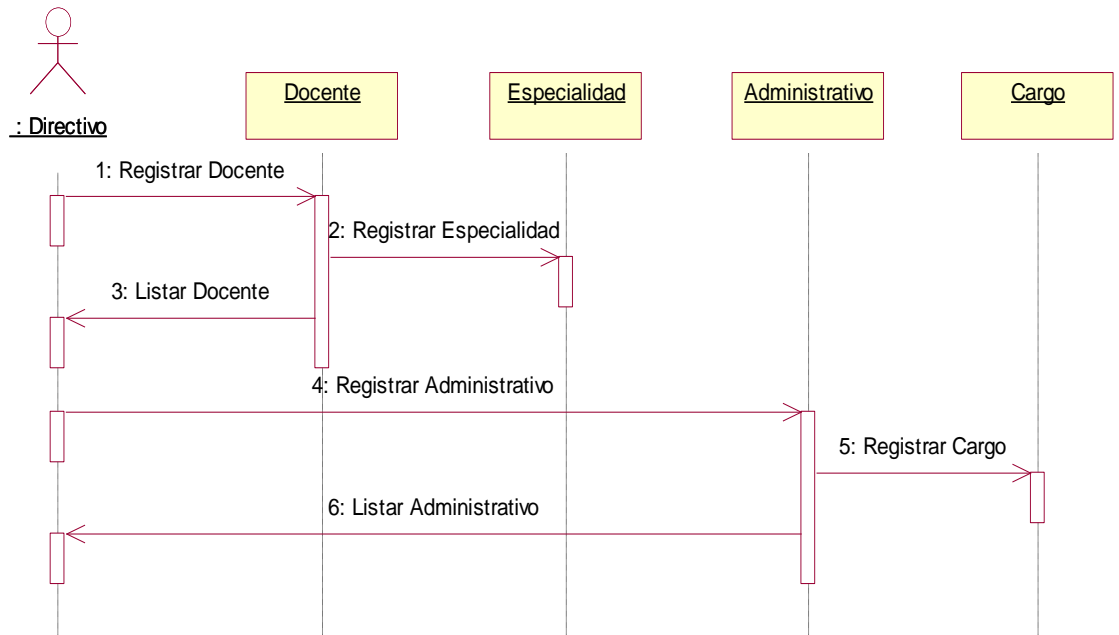 : Directivo
Docente
Especialidad
Administrativo
Cargo
1: Registrar Docente
2: Registrar Especialidad
3: Listar Docente
4: Registrar Administrativo
5: Registrar Cargo
6: Listar Administrativo